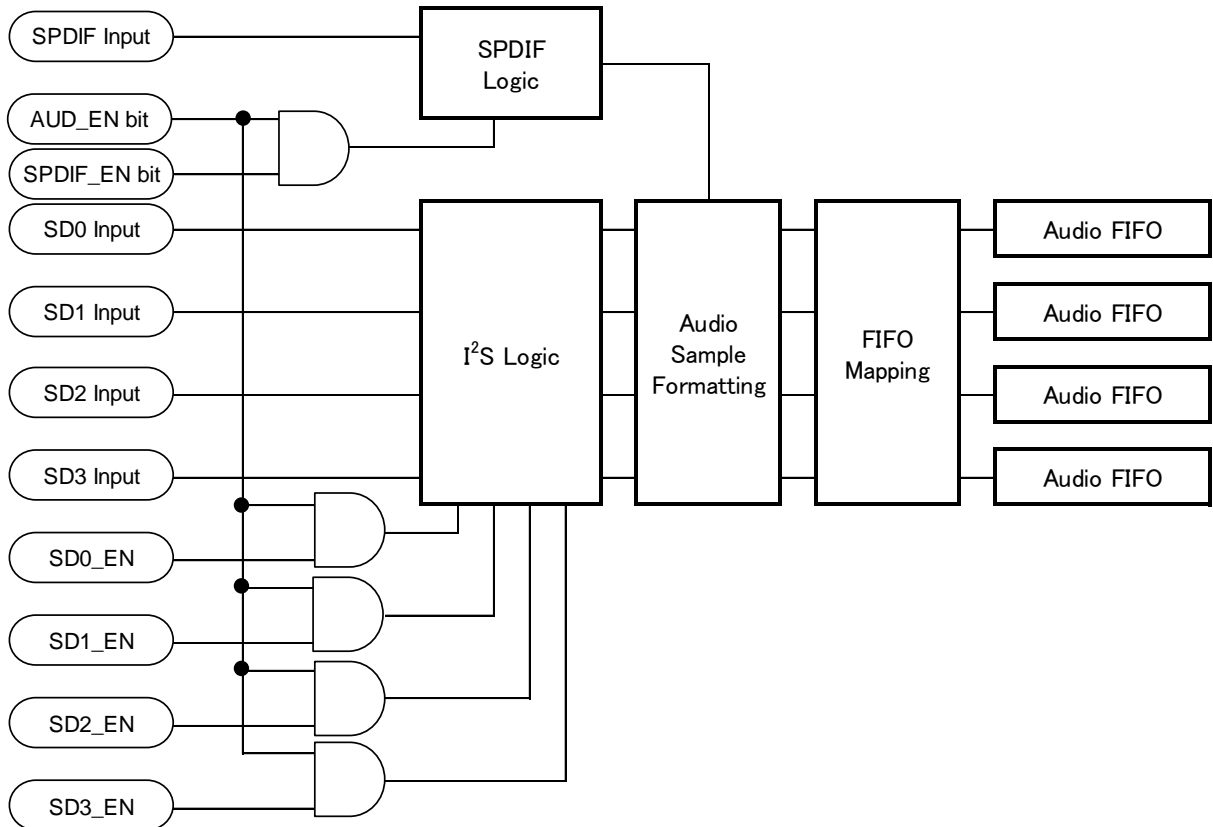 SPDIF Input
SPDIF
Logic
AUD_EN bit
SPDIF_EN bit
SD0 Input
Audio FIFO
SD1 Input
Audio FIFO
I²S Logic
Audio
Sample
Formatting
FIFO
Mapping
SD2 Input
Audio FIFO
SD3 Input
Audio FIFO
SD0_EN
SD1_EN
SD2_EN
SD3_EN